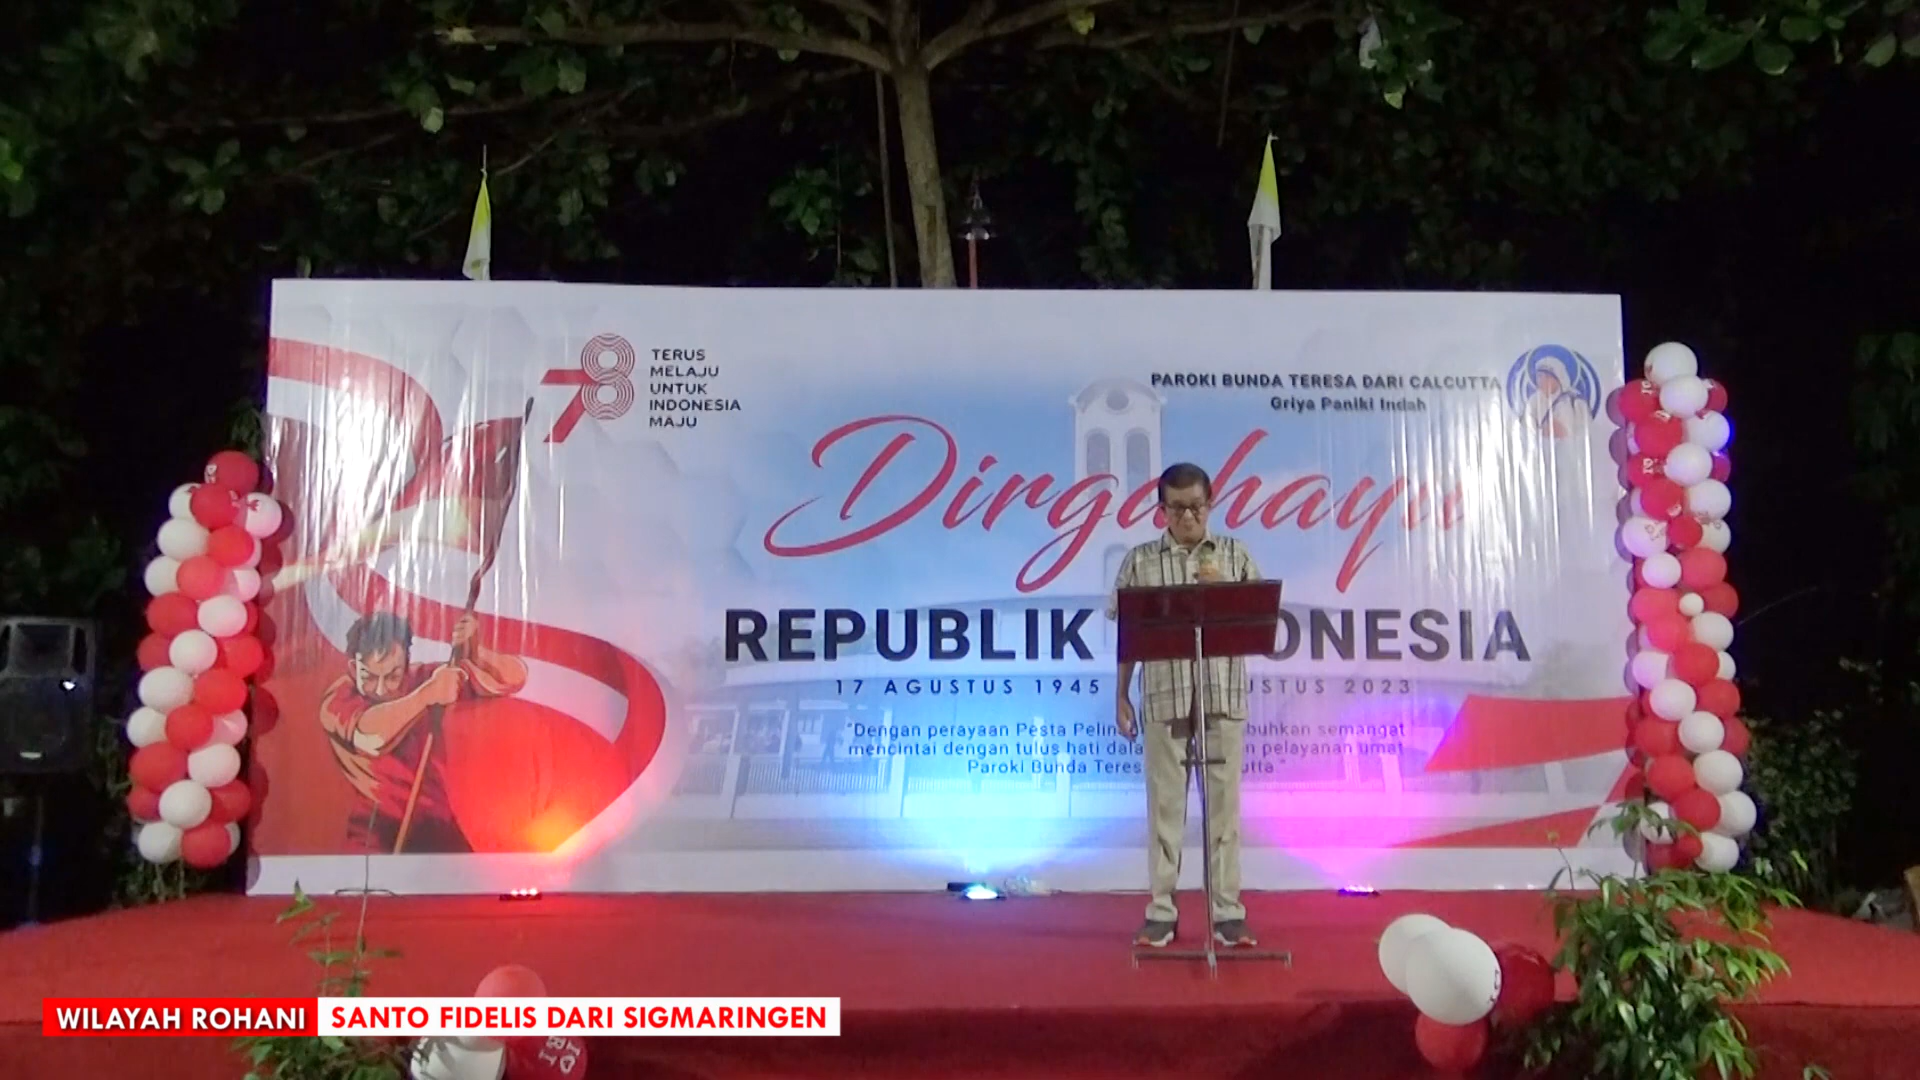 78
TERUS
MELAJU
UNTUK
INDONESIA
MAJU
PAROKI BUNDA TERESA DARI CALCUTTA
Griya Paniki Indah
Dirgahayu
REPUBLIK ONESIA
17 AGUSTUS 1945 USTUS 2023
"Dengan perayaan Pesta Pelin buhkan semangat
mencintai dengan tulus hati dala n pelayanan umat
Paroki Bunda Teres utta."
WILAYAH ROHANI SANTO FIDELIS DARI SIGMARINGEN